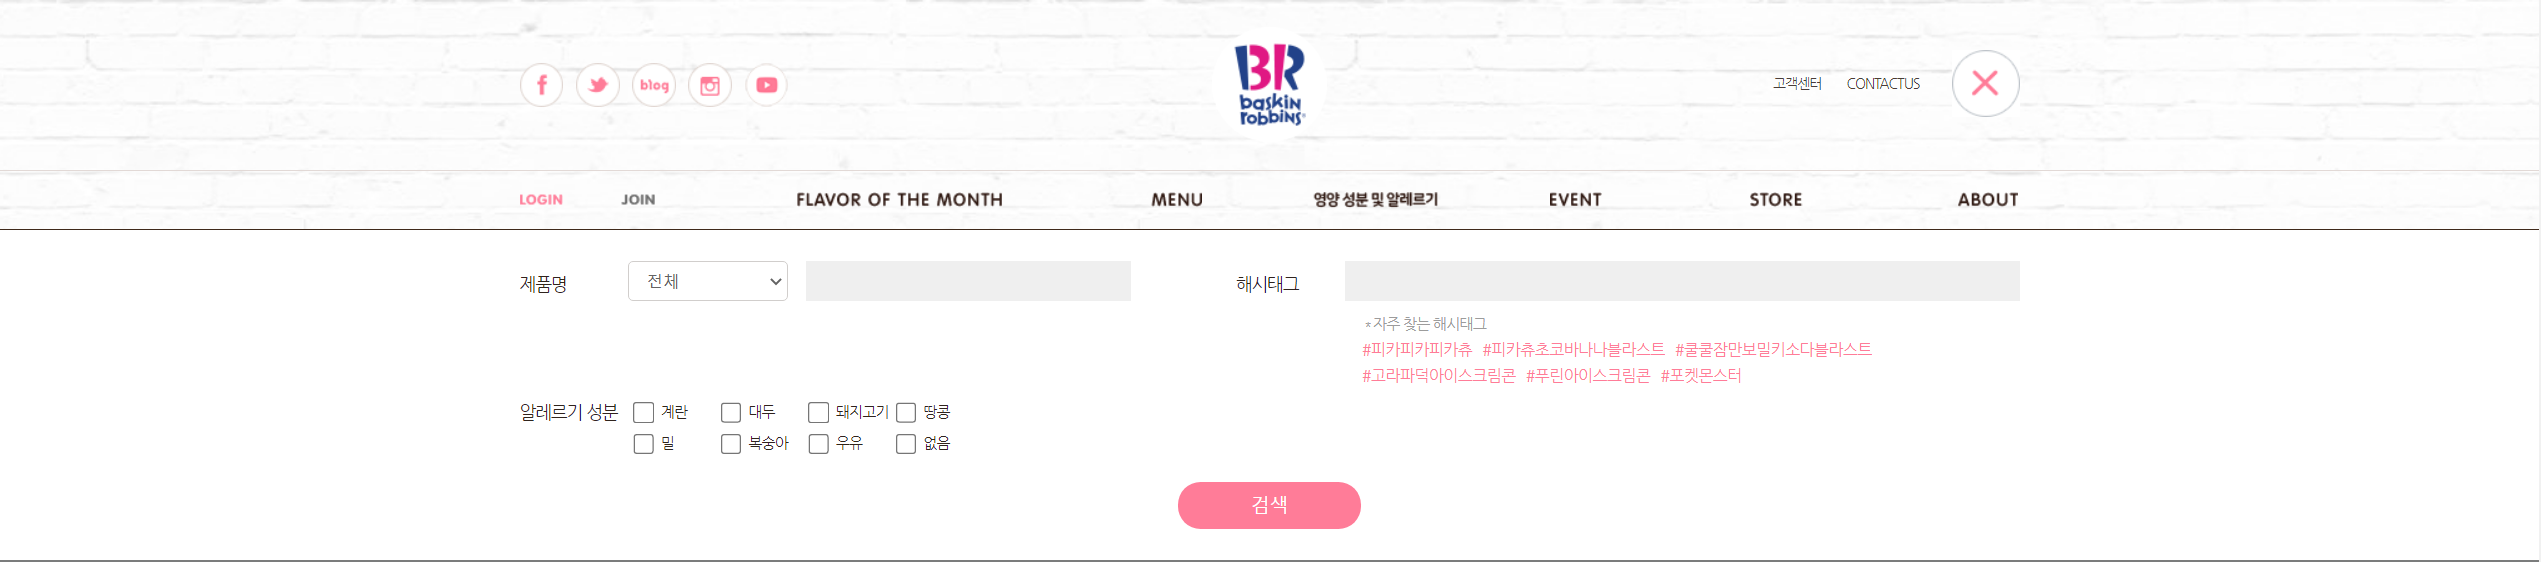 blog
BR
baskin
robbins
고객센터 CONTACTUS
LOGIN JOIN FLAVOR OF THE MONTH MENU 영양 성분 및 알레르기 EVENT STORE ABOUT
제품명 전체 해시태그
* 자주 찾는 해시태그
#피카피카피카츄 #피카츄초코바나나블라스트 #쿨쿨잠만보밀키소다블라스트
#고라파덕아이스크림콘 #푸린아이스크림콘 #포켓몬스터
알레르기 성분 계란 대두 돼지고기 땅콩
밀 복숭아 우유 없음
검색